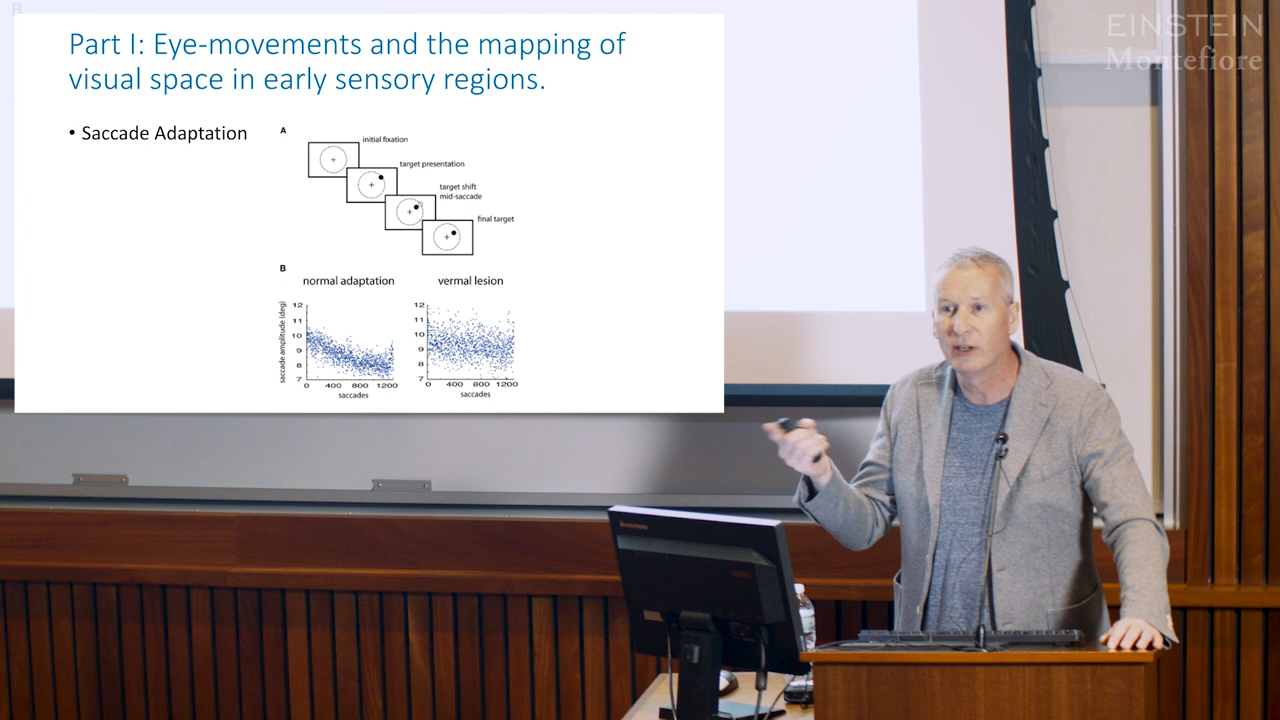 EINSTEIN
Montefiore
Part I: Eye-movements and the mapping of
visual space in early sensory regions.
• Saccade Adaptation
A
initial fixation
target presentation
target shift
mid-saccade
final target
B
normal adaptation
vermal lesion
saccade amplitude (deg)
12
11
10
9
8
7
0 400 800 1200
saccades
12
11
10
9
8
7
0 400 800 1200
saccades
lenovo